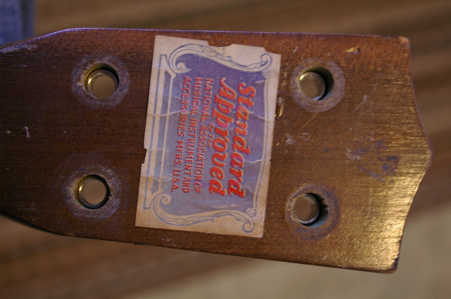 Standard
Approved
NATIONAL ASSOCIATION OF
MUSICAL INSTRUMENT AND
ACCESSORIES MFRS. U.S.A.